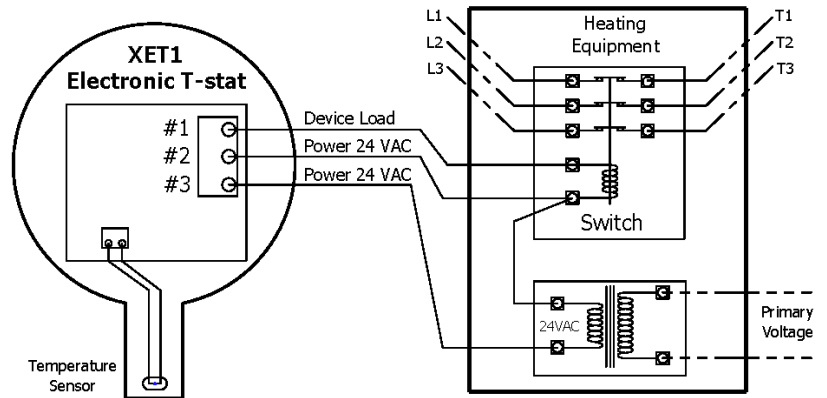 XET1
Electronic T-stat
#1
#2
#3
Device Load
Power 24 VAC
Power 24 VAC
Temperature
Sensor
L1
L2
L3
Heating
Equipment
T1
T2
T3
Switch
24VAC
Primary
Voltage